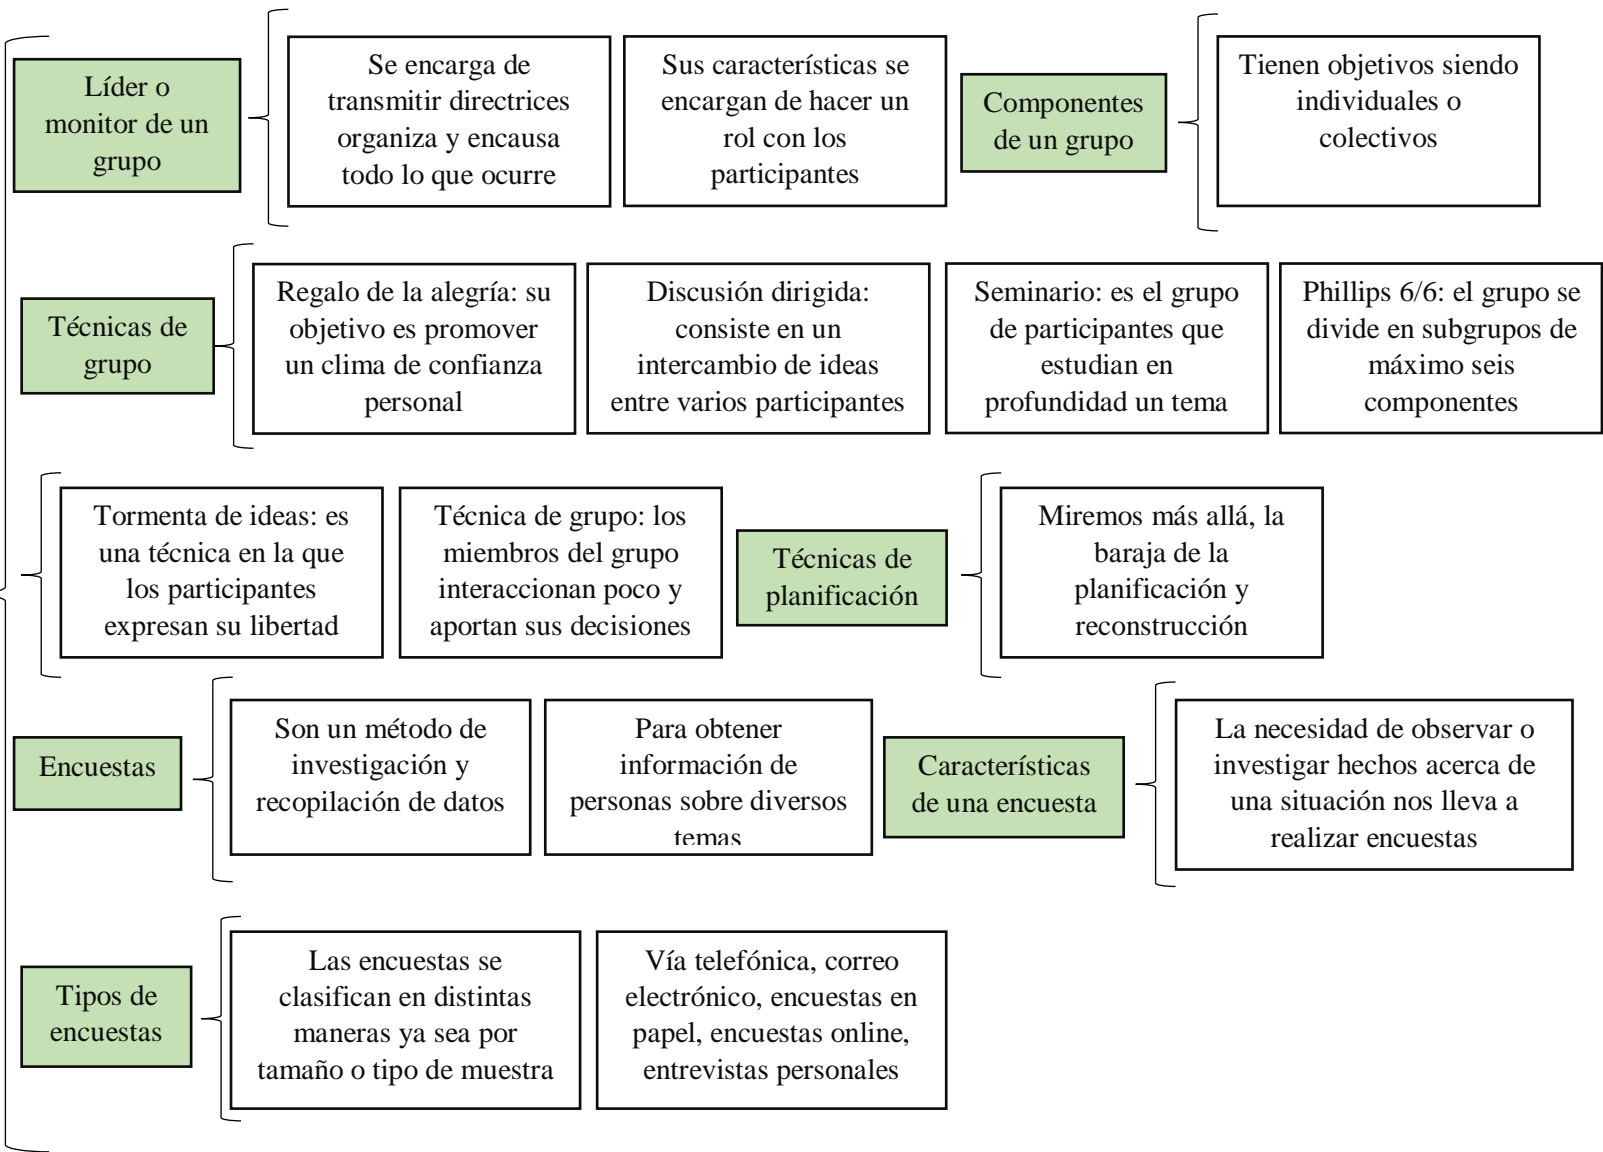 Líder o
monitor de un
grupo
Se encarga de
transmitir directrices
organiza y encausa
todo lo que ocurre
Sus características se
encargan de hacer un
rol con los
participantes
Componentes
de un grupo
Tienen objetivos siendo
individuales o
colectivos
Técnicas de
grupo
Regalo de la alegría: su
objetivo es promover
un clima de confianza
personal
Discusión dirigida:
consiste en un
intercambio de ideas
entre varios participantes
Seminario: es el grupo
de participantes que
estudian en
profundidad un tema
Phillips 6/6: el grupo se
divide en subgrupos de
máximo seis
componentes
Tormenta de ideas: es
una técnica en la que
los participantes
expresan su libertad
Técnica de grupo: los
miembros del grupo
interaccionan poco y
aportan sus decisiones
Técnicas de
planificación
Miremos más allá, la
baraja de la
planificación y
reconstrucción
Encuestas
Son un método de
investigación y
recopilación de datos
Para obtener
información de
personas sobre diversos
temas
Características
de una encuesta
La necesidad de observar o
investigar hechos acerca de
una situación nos lleva a
realizar encuestas
Tipos de
encuestas
Las encuestas se
clasifican en distintas
maneras ya sea por
tamaño o tipo de muestra
Vía telefónica, correo
electrónico, encuestas en
papel, encuestas online,
entrevistas personales